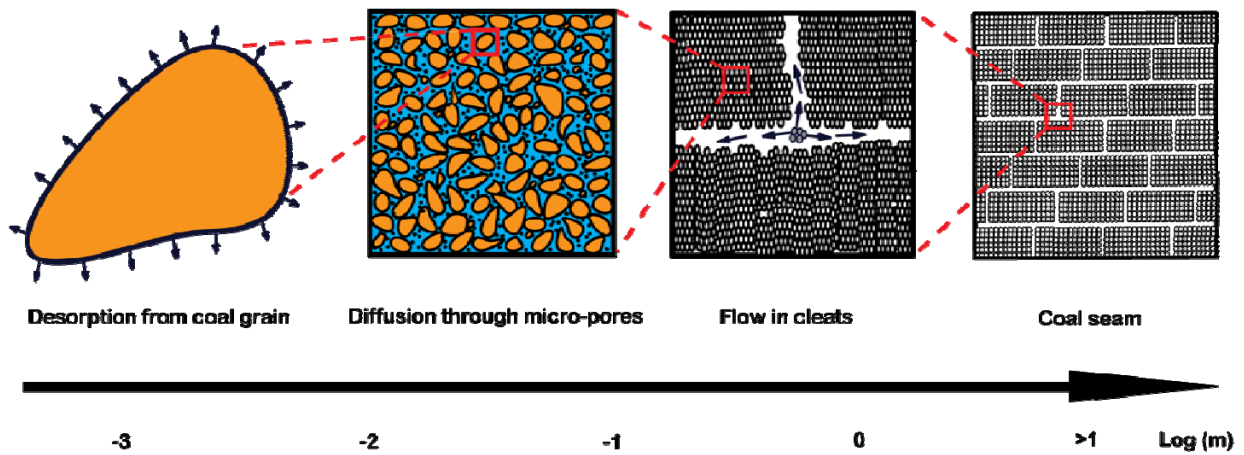 Desorption from coal grain
Diffusion through micro-pores
Flow in cleats
Coal seam
-3
-2
-1
0
>1
Log (m)